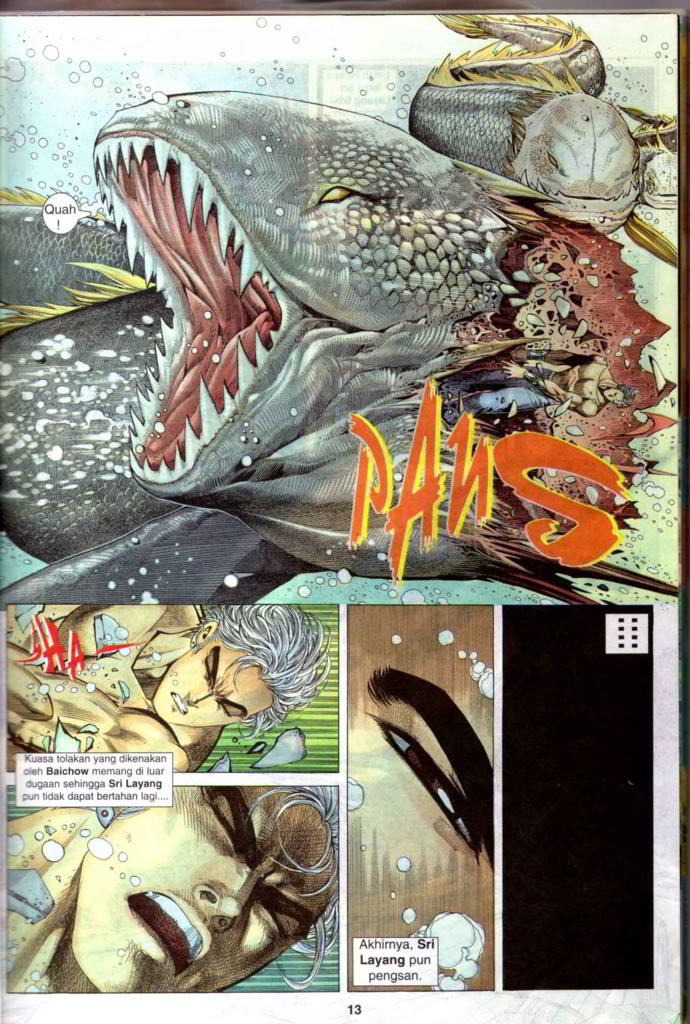 Quah
!
PANS
HA
Kuasa tolakan yang dikenakan
oleh Baichow memang di luar
dugaan sehingga Sri Layang
pun tidak dapat bertahan lagi....
Akhirnya, Sri
Layang pun
pengsan.
13